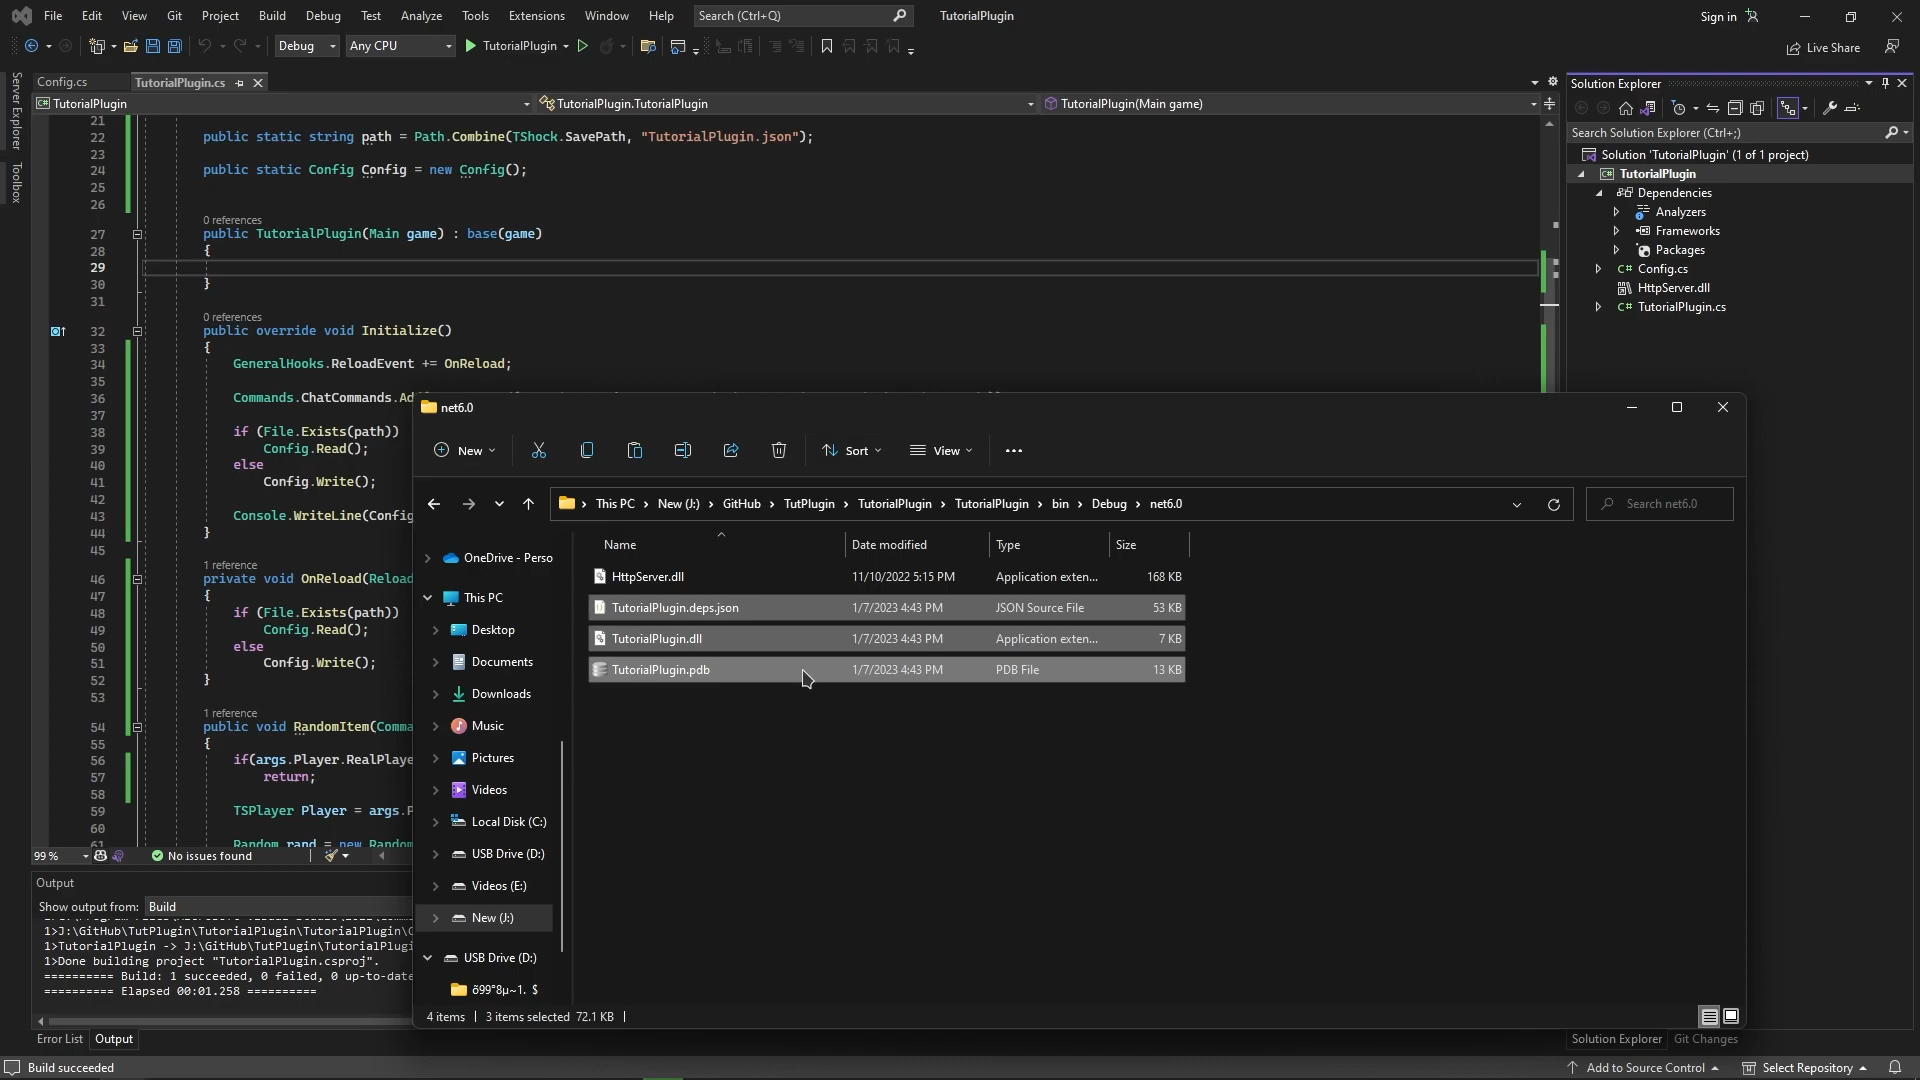 File Edit View Git Project Build Debug Test Analyze Tools Extensions Window Help Search (Ctrl+Q) TutorialPlugin Sign in
Debug Any CPU TutorialPlugin Live Share
Server Explorer
Toolbox
Config.cs TutorialPlugin.cs
TutorialPlugin TutorialPlugin.TutorialPlugin TutorialPlugin(Main game)
21
22 public static string path = Path.Combine(TShock.SavePath, "TutorialPlugin.json");
23
24 public static Config Config = new Config();
25
26
0 references
27 public TutorialPlugin(Main game) : base(game)
28 {
29
30 }
31
0 references
32 public override void Initialize()
33 {
34 GeneralHooks.ReloadEvent += OnReload;
35
36 Commands.ChatCommands.Ad
37
38 if (File.Exists(path))
39 Config.Read();
40 else
41 Config.Write();
42
43 Console.WriteLine(Config
44 }
45
1 reference
46 private void OnReload(Reload
47 {
48 if (File.Exists(path))
49 Config.Read();
50 else
51 Config.Write();
52 }
53
1 reference
54 public void RandomItem(Comma
55 {
56 if(args.Player.RealPlaye
57 return;
58
59 TSPlayer Player = args.P
60
61 Random rand = new Random
99 % No issues found
Output
Show output from: Build
1>J:\GitHub\TutPlugin\TutorialPlugin\TutorialPlugin\
1>TutorialPlugin -> J:\GitHub\TutPlugin\TutorialPlugi
1>Done building project "TutorialPlugin.csproj".
========== Build: 1 succeeded, 0 failed, 0 up-to-date
========== Elapsed 00:01.258 ==========
Error List Output
Build succeeded
net6.0
New Sort View
This PC New (J:) GitHub TutPlugin TutorialPlugin TutorialPlugin bin Debug net6.0 Search net6.0
Name Date modified Type Size
HttpServer.dll 11/10/2022 5:15 PM Application exten... 168 KB
TutorialPlugin.deps.json 1/7/2023 4:43 PM JSON Source File 53 KB
TutorialPlugin.dll 1/7/2023 4:43 PM Application exten... 7 KB
TutorialPlugin.pdb 1/7/2023 4:43 PM PDB File 13 KB
OneDrive - Perso
This PC
Desktop
Documents
Downloads
Music
Pictures
Videos
Local Disk (C:)
USB Drive (D:)
Videos (E:)
New (J:)
USB Drive (D:)
4 items 3 items selected 72.1 KB
Solution Explorer
Search Solution Explorer (Ctrl+;)
Solution 'TutorialPlugin' (1 of 1 project)
TutorialPlugin
Dependencies
Analyzers
Frameworks
Packages
C# Config.cs
HttpServer.dll
C# TutorialPlugin.cs
Solution Explorer Git Changes
Add to Source Control Select Repository